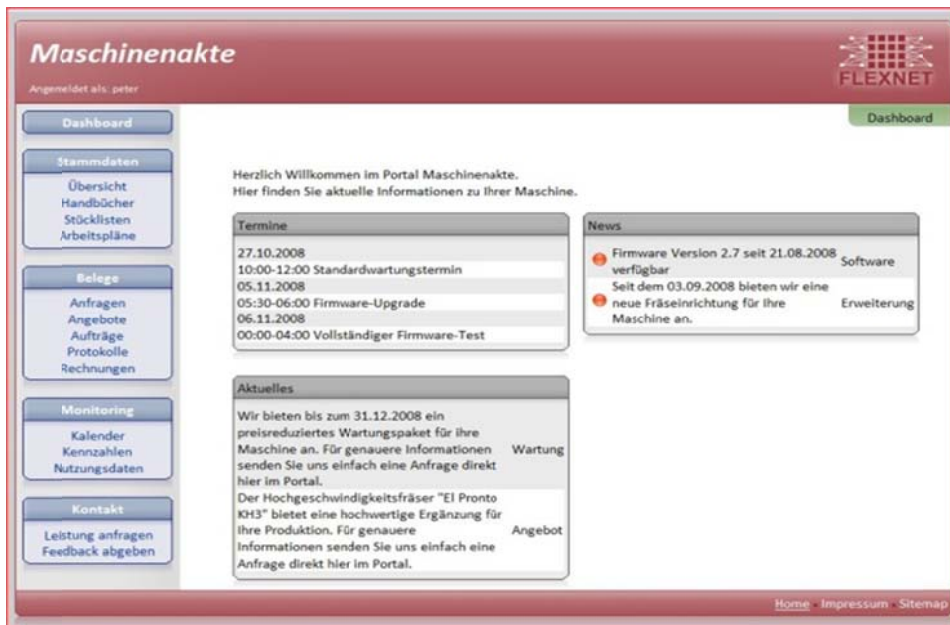 Maschinenakte
FLEXNET
Angemeldet als: peter
Dashboard
Dashboard
Stammdaten
Übersicht
Handbücher
Stücklisten
Arbeitspläne
Belege
Anfragen
Angebote
Aufträge
Protokolle
Rechnungen
Monitoring
Kalender
Kennzahlen
Nutzungsdaten
Kontakt
Leistung anfragen
Feedback abgeben
Herzlich Willkommen im Portal Maschinenakte.
Hier finden Sie aktuelle Informationen zu Ihrer Maschine.
Termine
27.10.2008
10:00-12:00 Standardwartungstermin
05.11.2008
05:30-06:00 Firmware-Upgrade
06.11.2008
00:00-04:00 Vollständiger Firmware-Test
News
Firmware Version 2.7 seit 21.08.2008
verfügbar
Software
Seit dem 03.09.2008 bieten wir eine
neue Fräseinrichtung für Ihre
Maschine an.
Erweiterung
Aktuelles
Wir bieten bis zum 31.12.2008 ein
preisreduziertes Wartungspaket für ihre
Maschine an. Für genauere Informationen
senden Sie uns einfach eine Anfrage direkt
hier im Portal.
Wartung
Der Hochgeschwindigkeitsfräser "El Pronto
KH3" bietet eine hochwertige Ergänzung für
Ihre Produktion. Für genauere
Informationen senden Sie uns einfach eine
Anfrage direkt hier im Portal.
Angebot
Home - Impressum - Sitemap